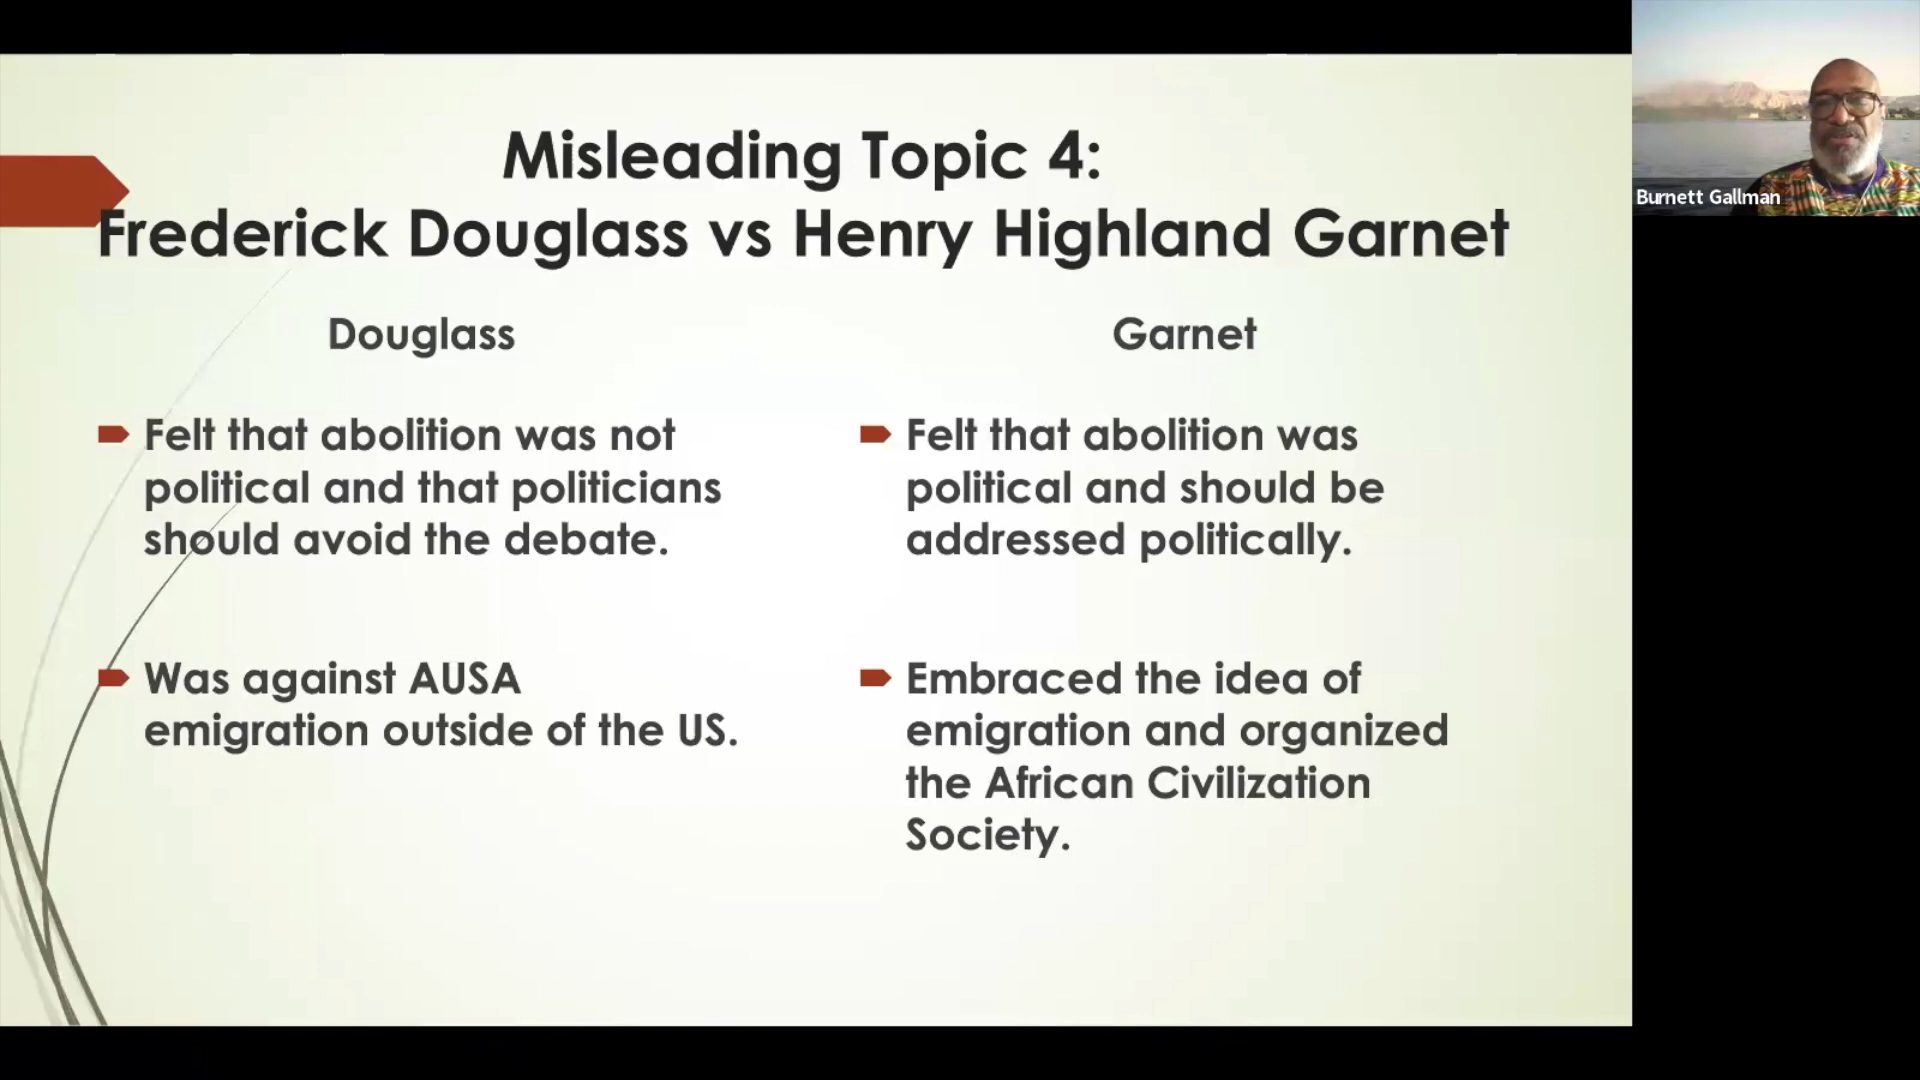 Misleading Topic 4:
Frederick Douglass vs Henry Highland Garnet
Douglass
Felt that abolition was not
political and that politicians
should avoid the debate.
Was against AUSA
emigration outside of the US.
Garnet
Felt that abolition was
political and should be
addressed politically.
Embraced the idea of
emigration and organized
the African Civilization
Society.
Burnett Gallman